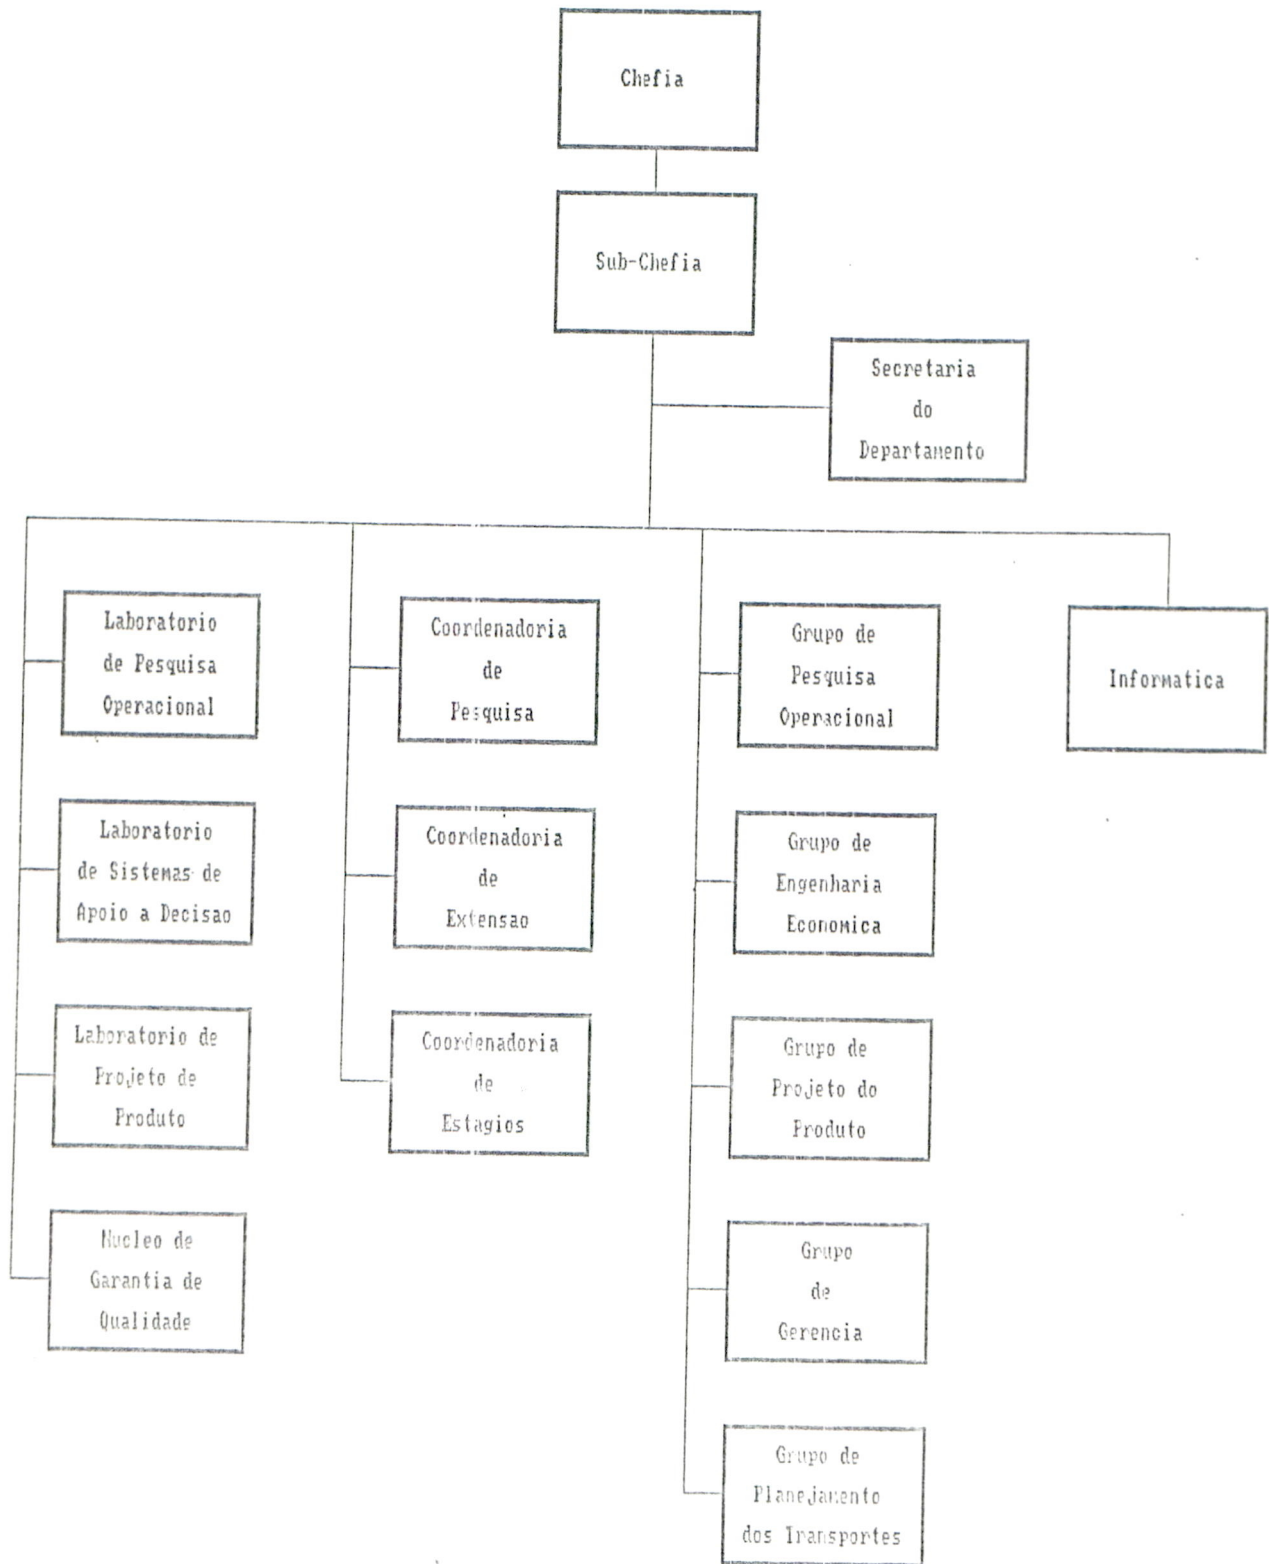 Chefia
Sub-Chefia
Secretaria
do
Departamento
Laboratorio
de Pesquisa
Operacional
Laboratorio
de Sistemas de
Apoio a Decisao
Laboratorio de
Projeto de
Produto
Nucleo de
Garantia de
Qualidade
Coordenadoria
de
Pesquisa
Coordenadoria
de
Extensao
Coordenadoria
de
Estagios
Grupo de
Pesquisa
Operacional
Grupo de
Engenharia
Economica
Grupo de
Projeto do
Produto
Grupo
de
Gerencia
Grupo de
Planejamento
dos Transportes
Informatica